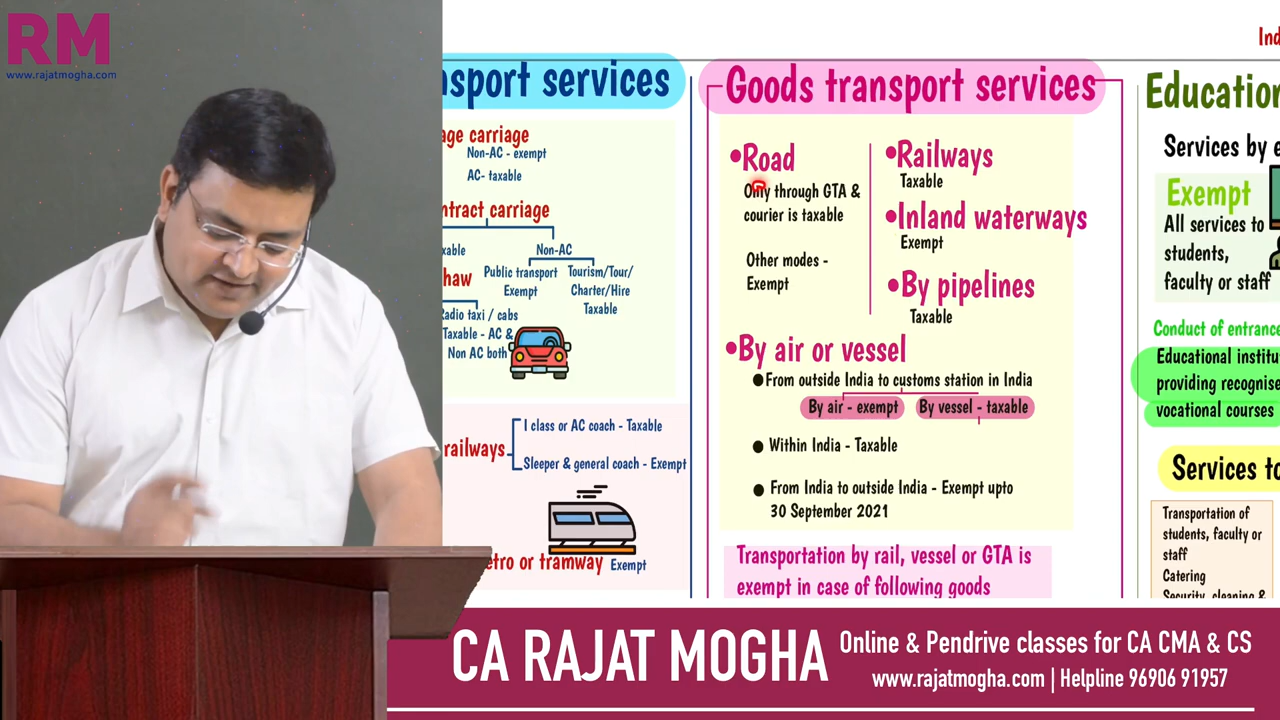 RM
www.rajatmogha.com
Ind
nsport services
age carriage
Non-AC - exempt
AC- taxable
ntract carriage
xable
Non-AC
Public transport
Exempt
Tourism/Tour/
Charter/Hire
Taxable
haw
Radio taxi / cabs
Taxable - AC &
Non AC both
railways
I class or AC coach - Taxable
Sleeper & general coach - Exempt
etro or tramway Exempt
Goods transport services
•Road
Only through GTA &
courier is taxable
Other modes -
Exempt
•Railways
Taxable
•Inland waterways
Exempt
•By pipelines
Taxable
•By air or vessel
●From outside India to customs station in India
By air - exempt
By vessel - taxable
● Within India - Taxable
● From India to outside India - Exempt upto
30 September 2021
Transportation by rail, vessel or GTA is
exempt in case of following goods
Education
Services by e
Exempt
All services to
students,
faculty or staff
Conduct of entrance
Educational institu
providing recognise
vocational courses
Services to
Transportation of
students, faculty or
staff
Catering
Security, cleaning &
CA RAJAT MOGHA
Online & Pendrive classes for CA CMA & CS
www.rajatmogha.com | Helpline 96906 91957